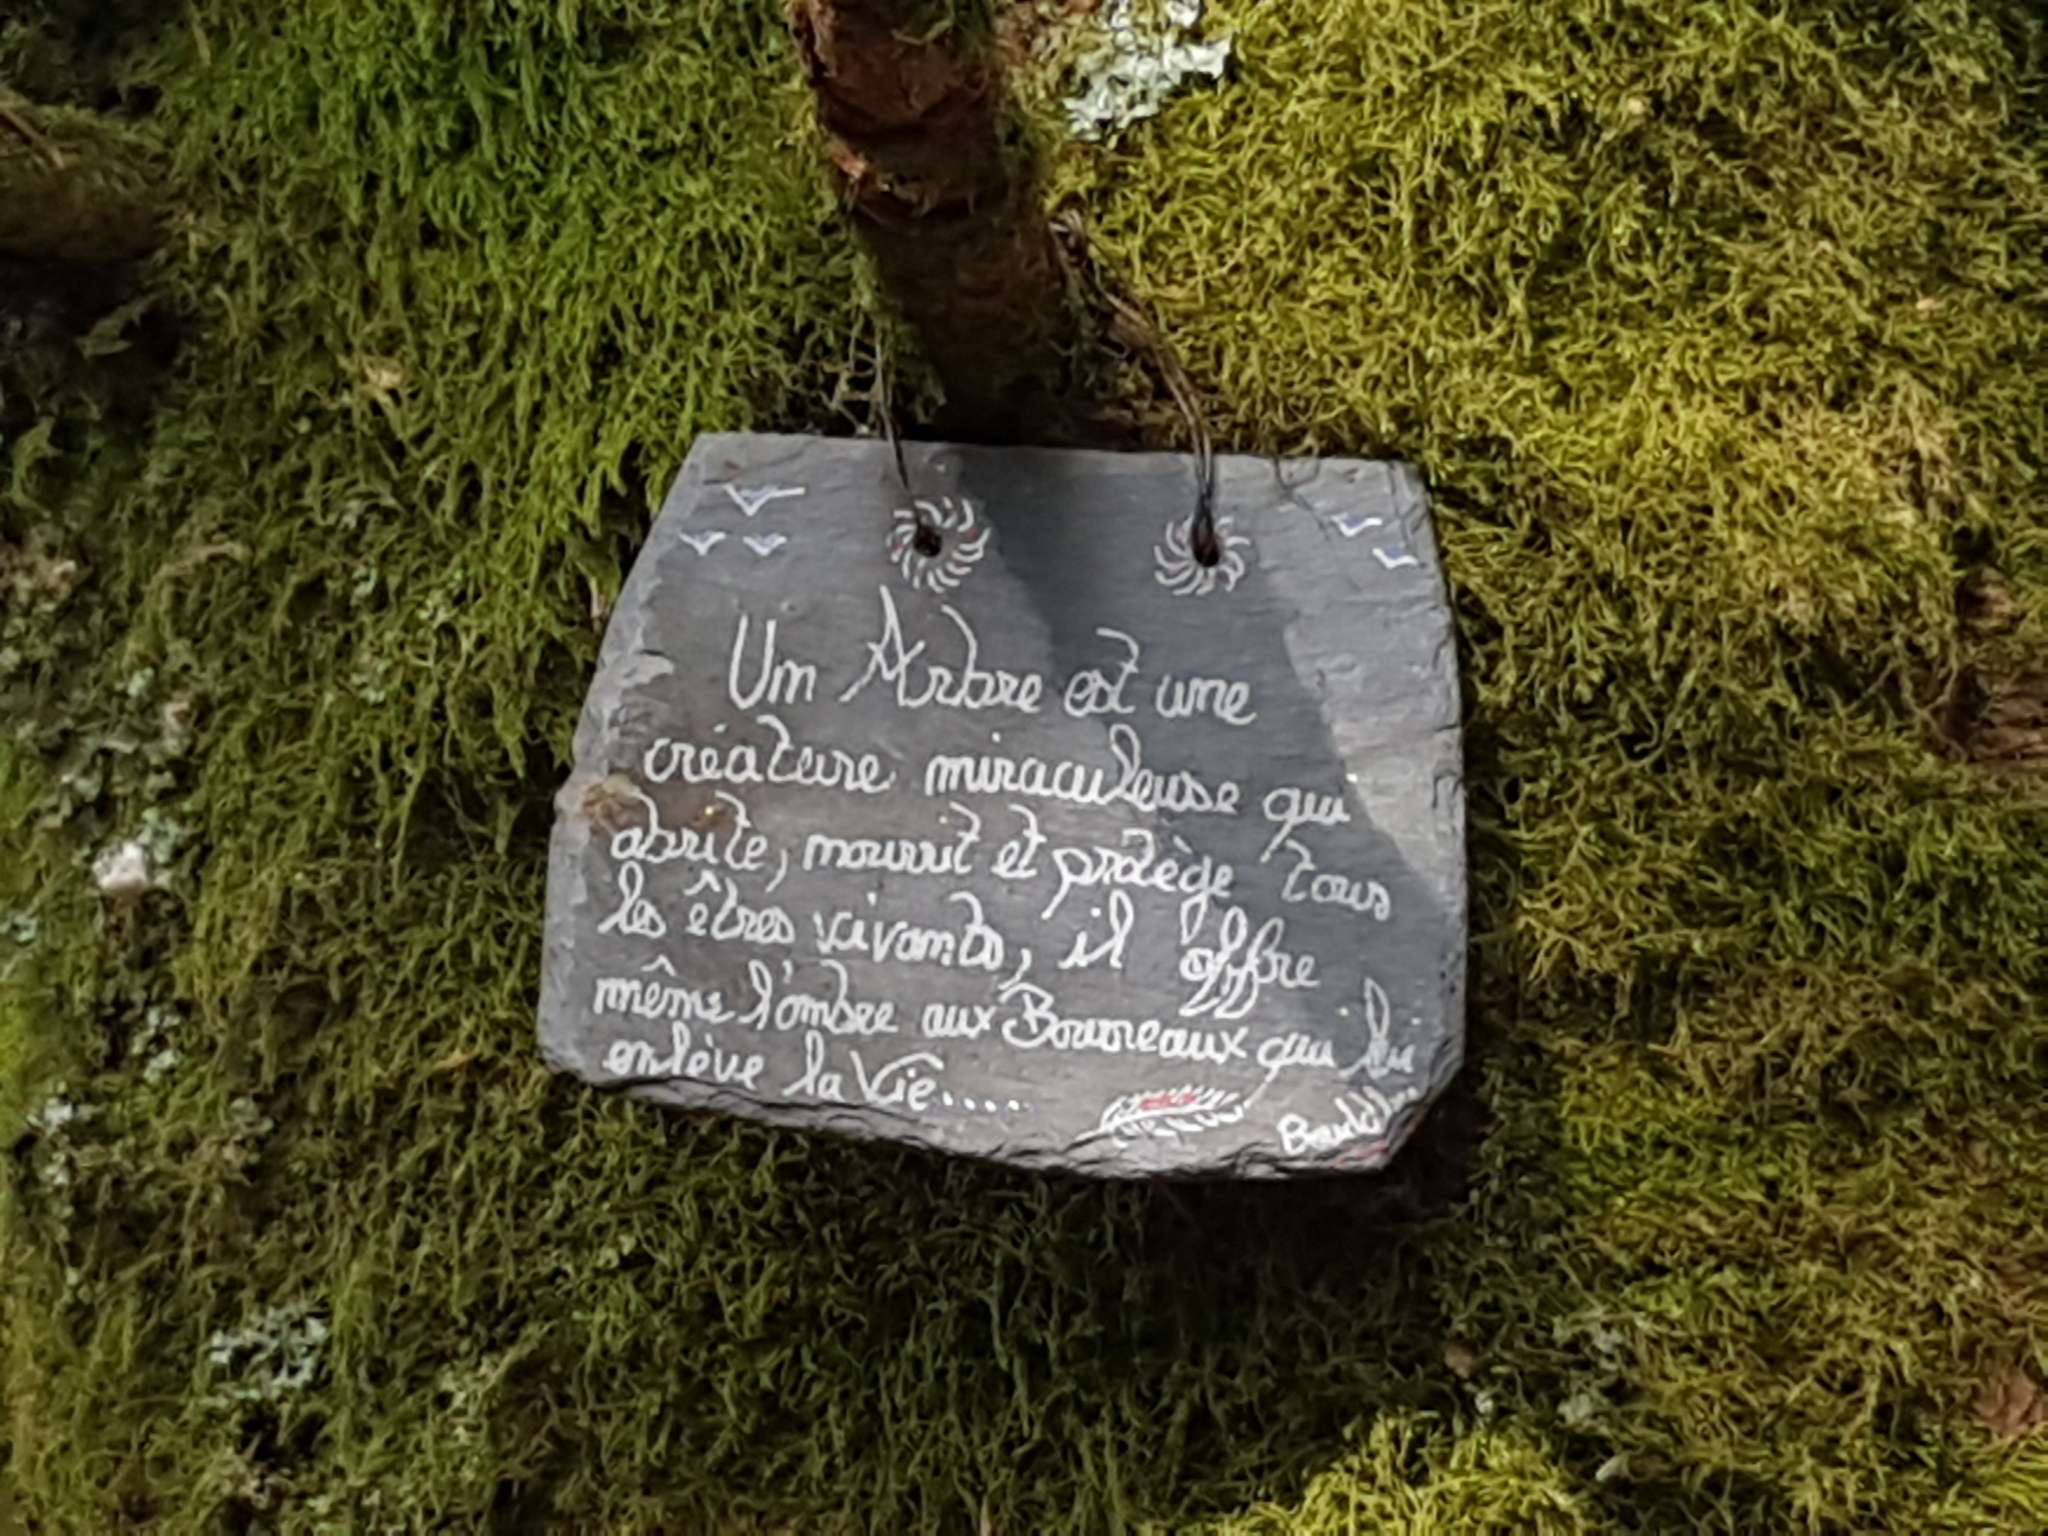 Un Arbre est une
créature miraculeuse qui
abrite, nourrit et protège tous
les êtres vivants, il offre
même l'ombre aux Bourreaux qui lui
enlève la Vie.....